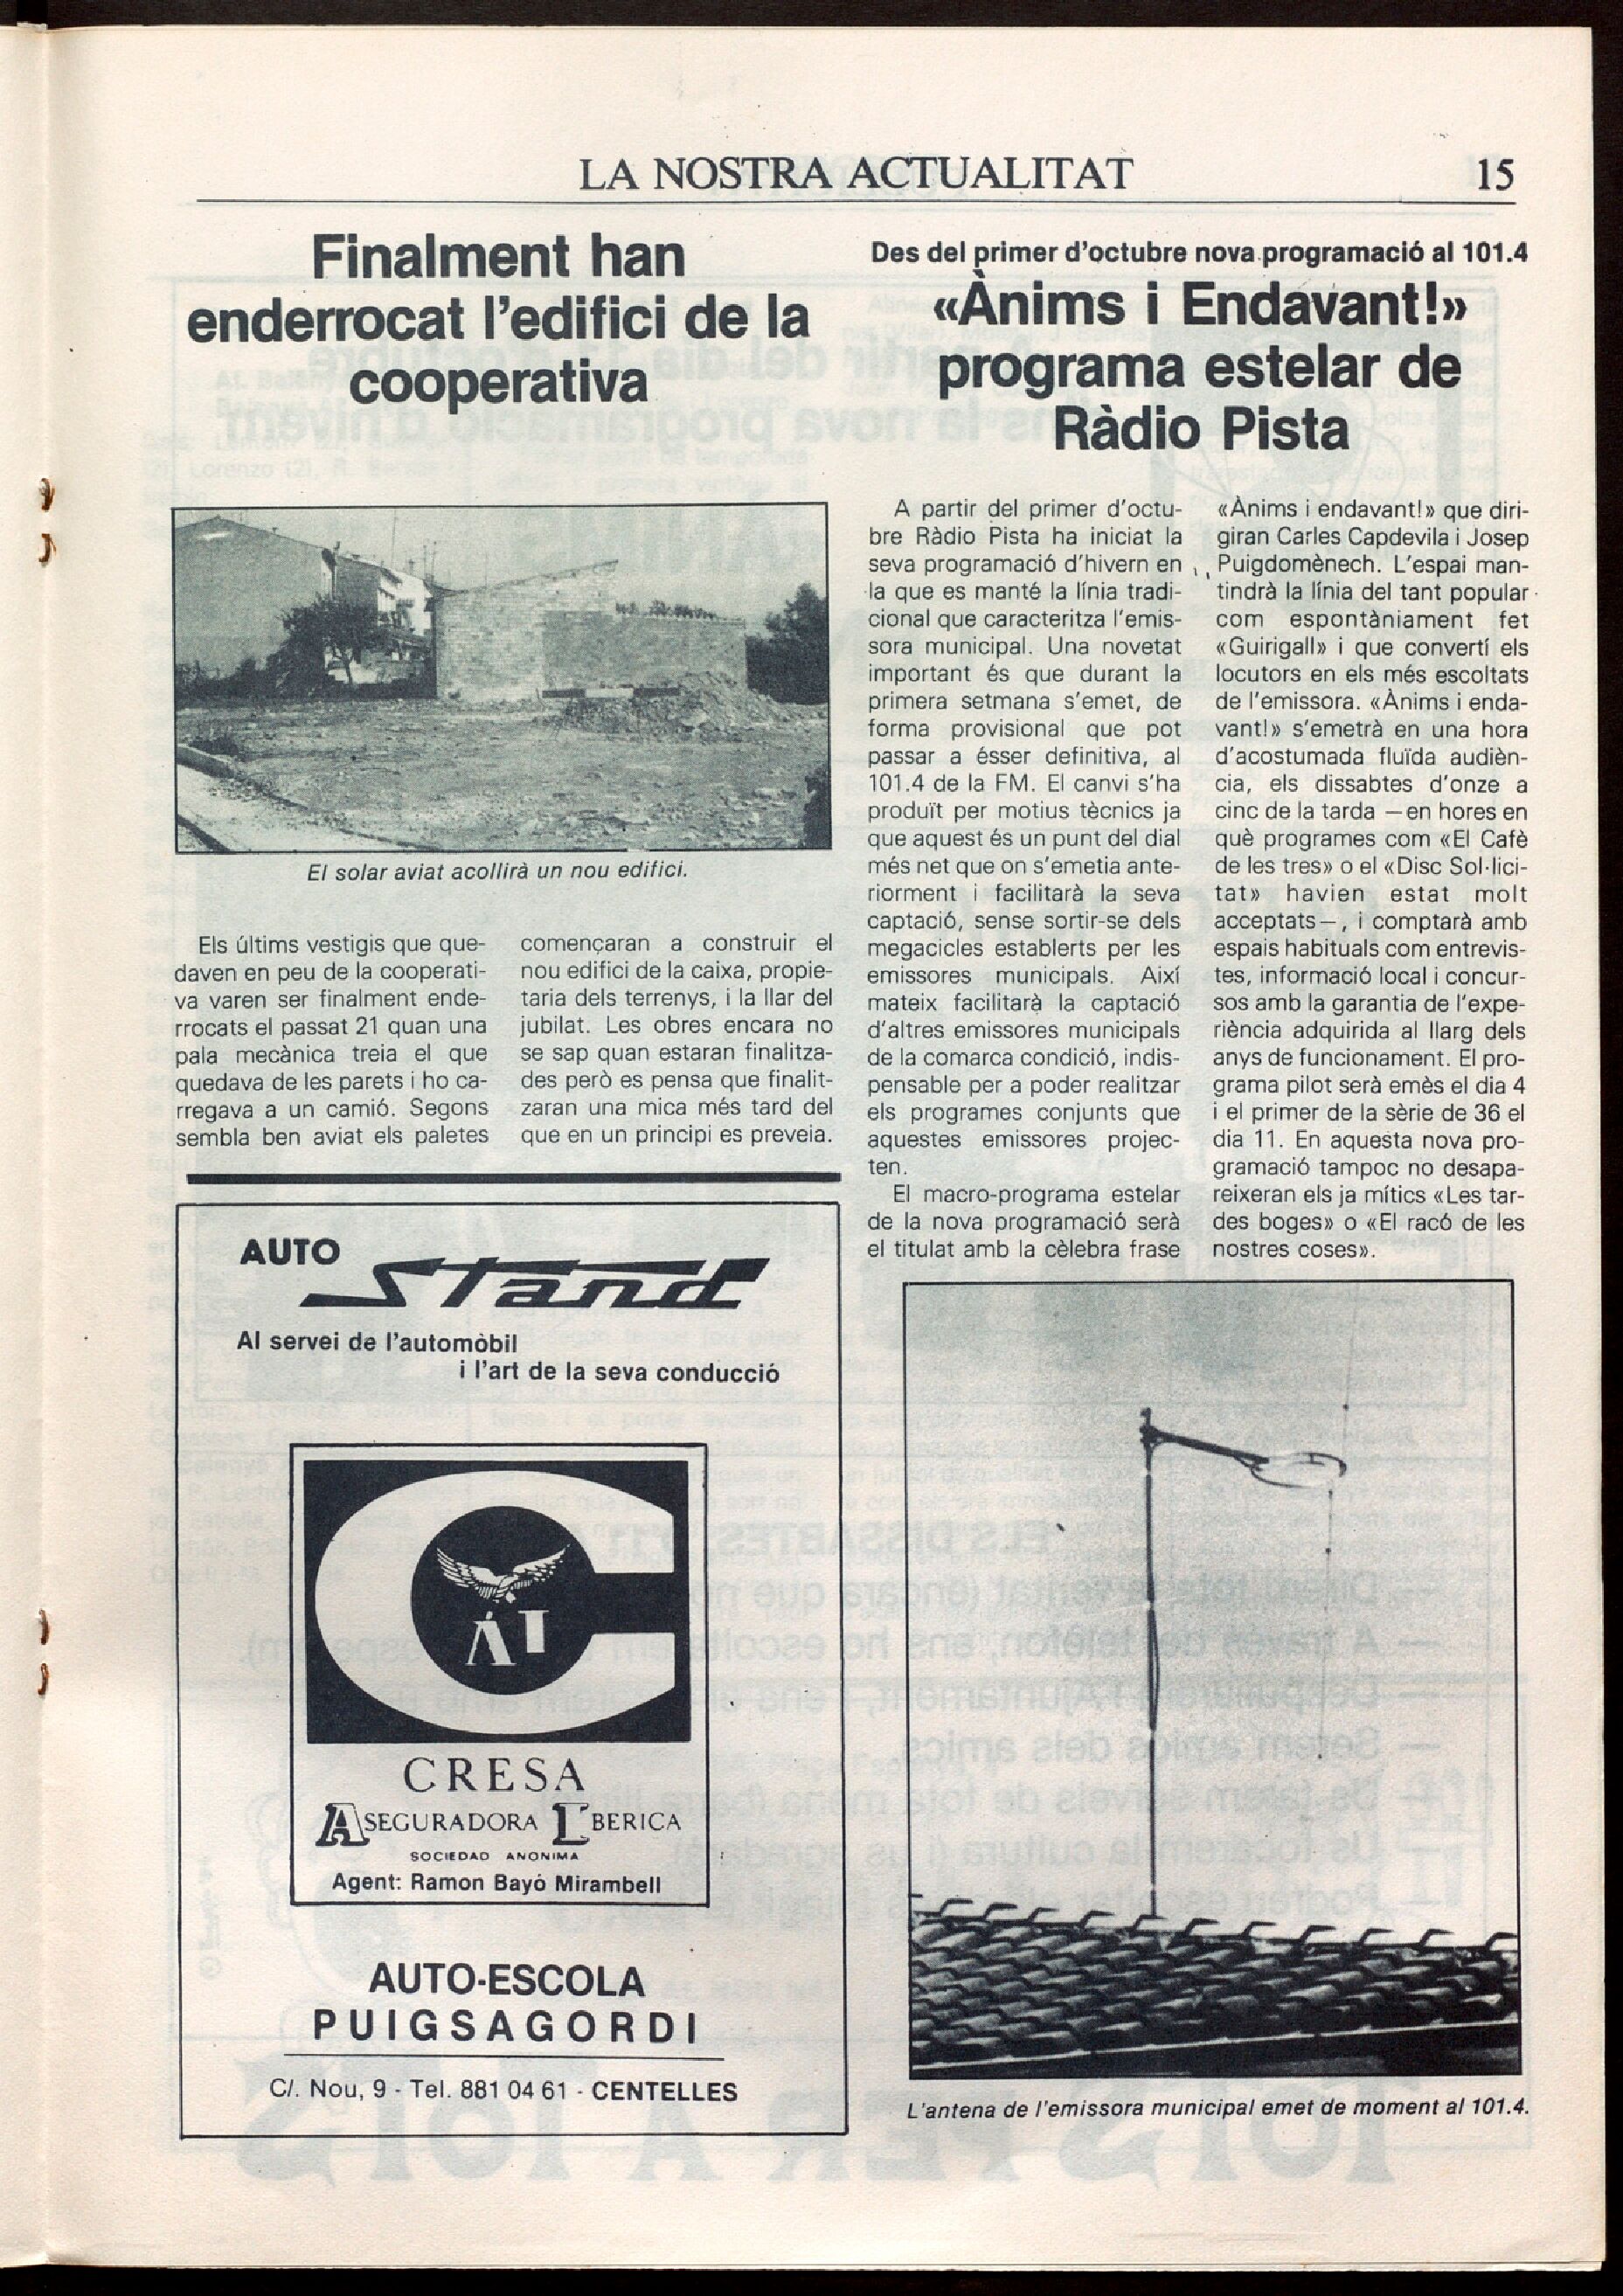 LA NOSTRA ACTUALITAT
15
Finalment han
enderrocat l'edifici de la
cooperativa
El solar aviat acollirà un nou edifici.
Els últims vestigis que que-
daven en peu de la cooperati-
va varen ser finalment ende-
rrocats el passat 21 quan una
pala mecànica treia el que
quedava de les parets i ho ca-
rregava a un camió. Segons
sembla ben aviat els paletes
començaran a construir el
nou edifici de la caixa, propie-
taria dels terrenys, i la llar del
jubilat. Les obres encara no
se sap quan estaran finalitza-
des però es pensa que finalit-
zaran una mica més tard del
que en un principi es preveia.
Des del primer d'octubre nova programació al 101.4
«Ànims i Endavant!»
programa estelar de
Ràdio Pista
A partir del primer d'octu-
bre Ràdio Pista ha iniciat la
seva programació d'hivern en
la que es manté la línia tradi-
cional que caracteritza l'emis-
sora municipal. Una novetat
important és que durant la
primera setmana s'emet, de
forma provisional que pot
passar a ésser definitiva, al
101.4 de la FM. El canvi s'ha
produït per motius tècnics ja
que aquest és un punt del dial
més net que on s'emetia ante-
riorment i facilitarà la seva
captació, sense sortir-se dels
megacicles establerts per les
emissores municipals. Així
mateix facilitarà la captació
d'altres emissores municipals
de la comarca condició, indis-
pensable per a poder realitzar
els programes conjunts que
aquestes emissores projec-
ten.
El macro-programa estelar
de la nova programació serà
el titulat amb la cèlebra frase
«Ànims i endavant!» que diri-
giran Carles Capdevila i Josep
Puigdomènech. L'espai man-
tindrà la línia del tant popular
com espontàniament fet
«Guirigall» i que convertí els
locutors en els més escoltats
de l'emissora. «Ànims i enda-
vant!» s'emetrà en una hora
d'acostumada fluïda audièn-
cia, els dissabtes d'onze a
cinc de la tarda —en hores en
què programes com «El Cafè
de les tres» o el «Disc Sol·lici-
tat» havien estat molt
acceptats—, i comptarà amb
espais habituals com entrevis-
tes, informació local i concur-
sos amb la garantia de l'expe-
riència adquirida al llarg dels
anys de funcionament. El pro-
grama pilot serà emès el dia 4
i el primer de la sèrie de 36 el
dia 11. En aquesta nova pro-
gramació tampoc no desapa-
reixeran els ja mítics «Les tar-
des boges» o «El racó de les
nostres coses».
L'antena de l'emissora municipal emet de moment al 101.4.
AUTO
Stand
Al servei de l'automòbil
i l'art de la seva conducció
AI
CRESA
ASEGURADORA IBERICA
SOCIEDAD ANONIMA
Agent: Ramon Bayó Mirambell
AUTO-ESCOLA
PUIGSAGORDI
C/. Nou, 9 - Tel. 881 04 61 - CENTELLES